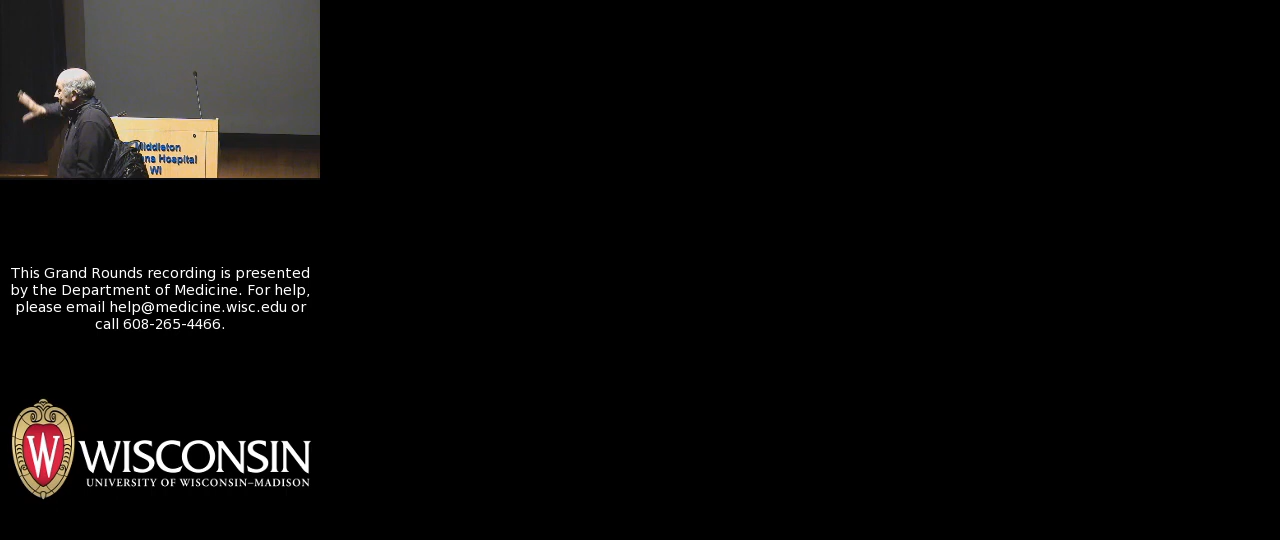 Middleton
ns Hospital
WI
This Grand Rounds recording is presented
by the Department of Medicine. For help,
please email help@medicine.wisc.edu or
call 608-265-4466.
W
WISCONSIN
UNIVERSITY OF WISCONSIN–MADISON